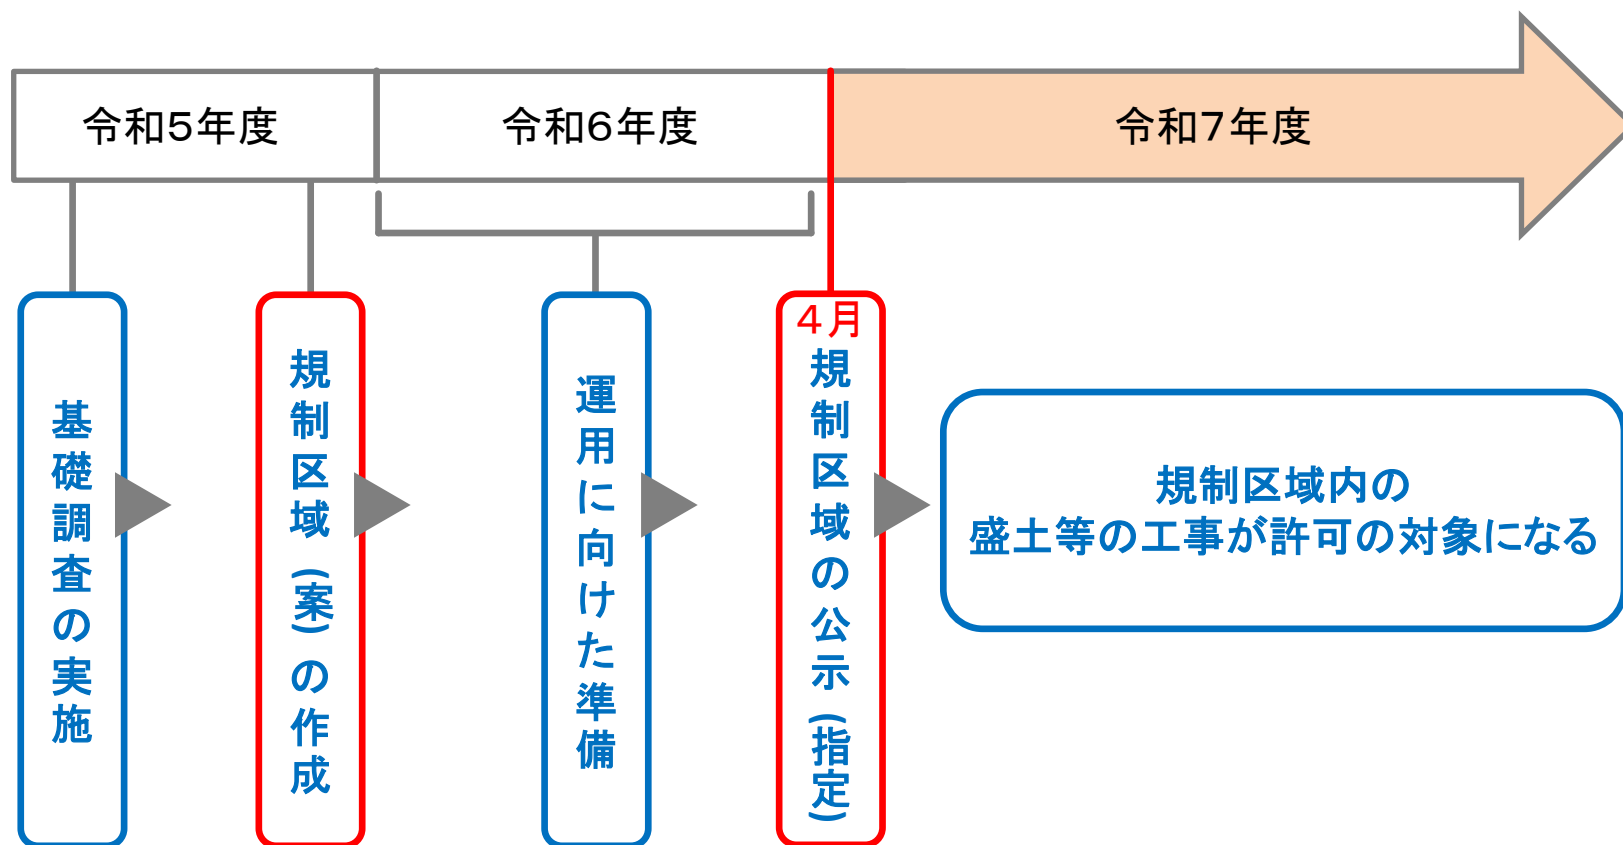 令和5年度
令和6年度
令和7年度
基礎調査の実施
規制区域(案)の作成
運用に向けた準備
4月
規制区域の公示(指定)
規制区域内の
盛土等の工事が許可の対象になる